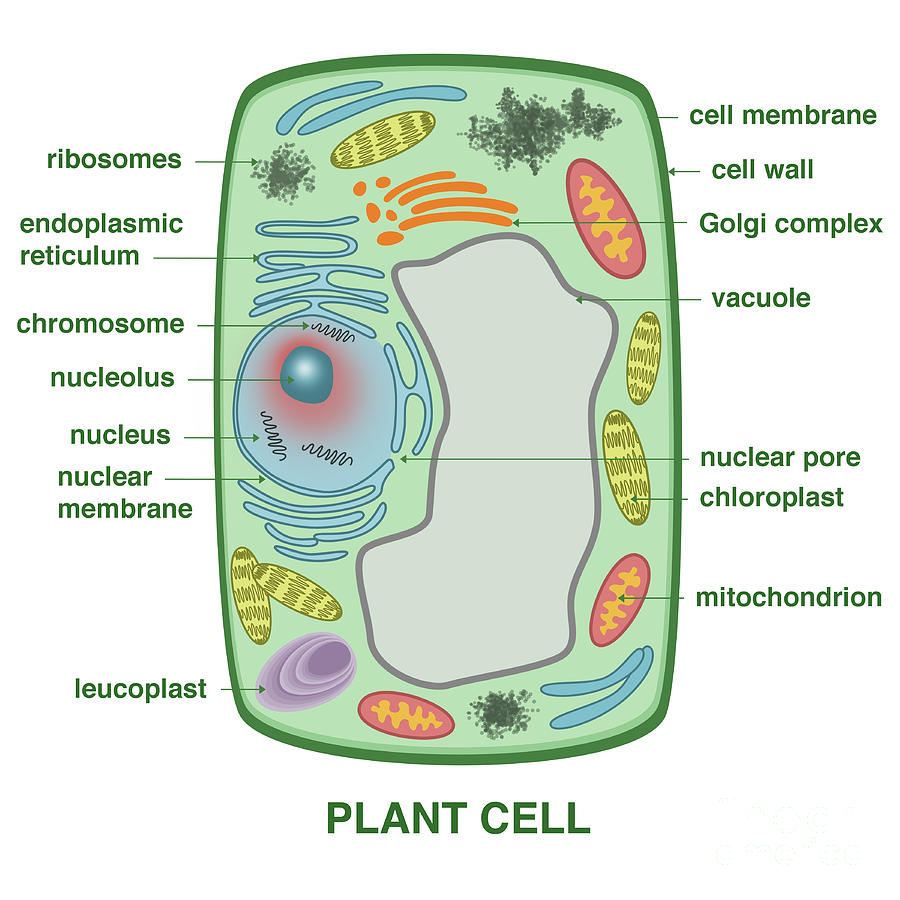 ribosomes
endoplasmic
reticulum
chromosome
nucleolus
nucleus
nuclear
membrane
leucoplast
cell membrane
cell wall
Golgi complex
vacuole
nuclear pore
chloroplast
mitochondrion
PLANT CELL